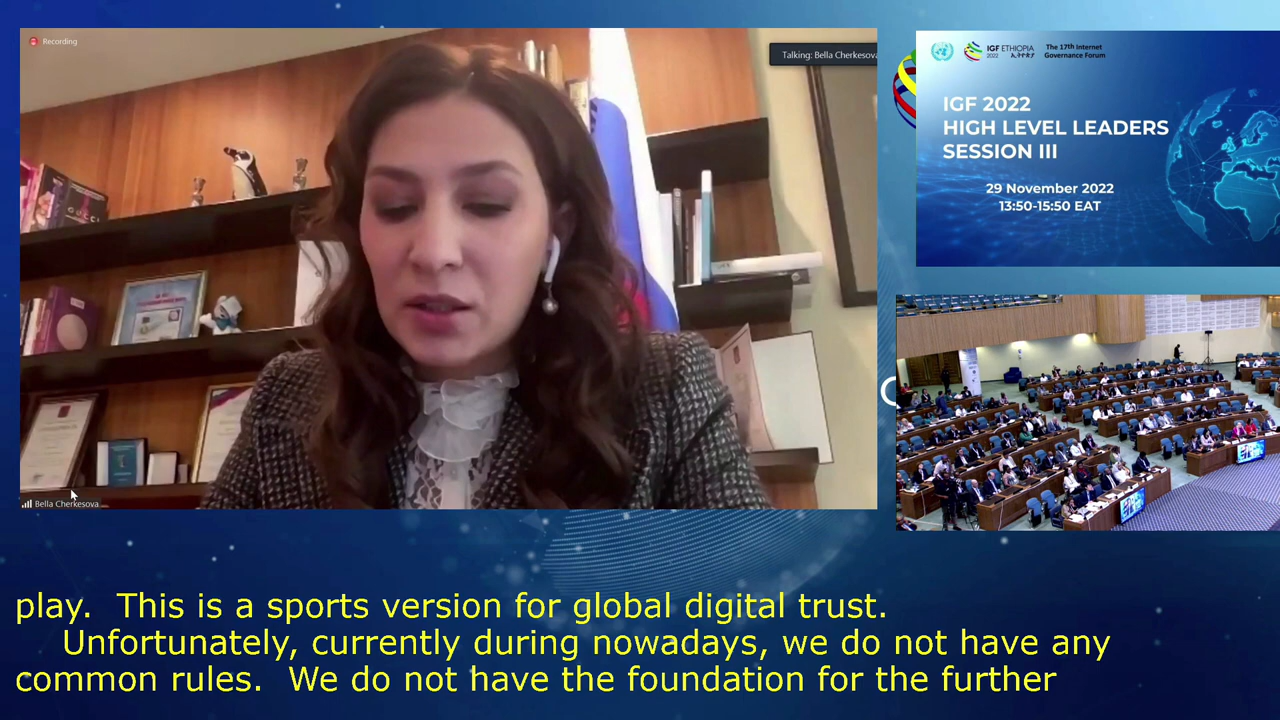 Recording
Talking: Bella Cherkesova
GUCCI
Bella Cherkesova
IGF ETHIOPIA
2022 ኢትዮጵያ
The 17th Internet
Governance Forum
IGF 2022
HIGH LEVEL LEADERS
SESSION III
29 November 2022
13:50-15:50 EAT
play.  This is a sports version for global digital trust.
Unfortunately, currently during nowadays, we do not have any
common rules.  We do not have the foundation for the further